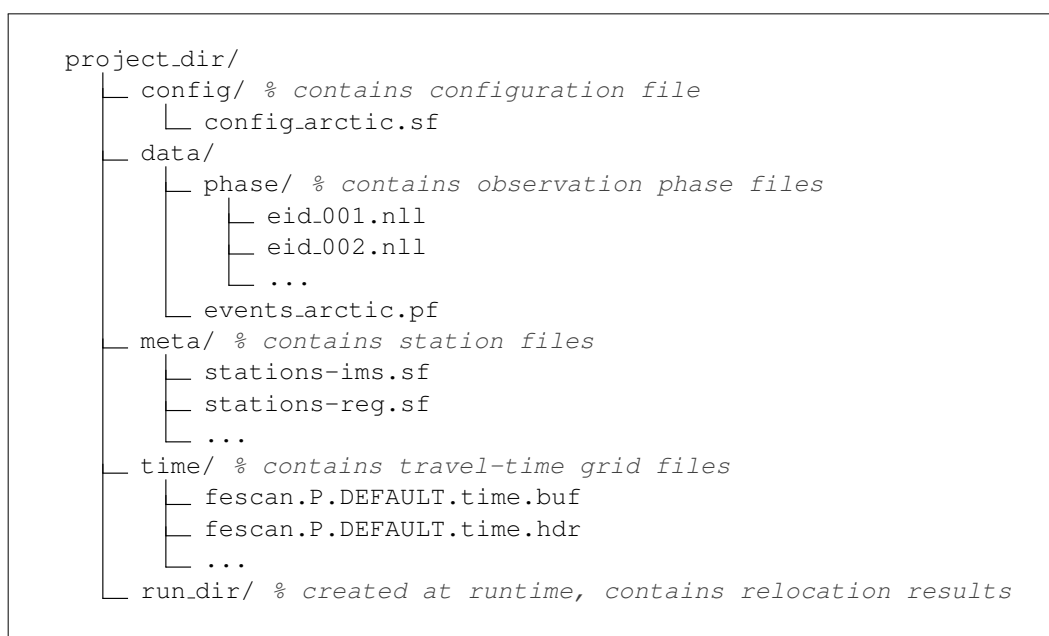 project_dir/
config/ % contains configuration file
config_arctic.sf
data/
phase/ % contains observation phase files
eid_001.nll
eid_002.nll
...
events_arctic.pf
meta/ % contains station files
stations-ims.sf
stations-reg.sf
...
time/ % contains travel-time grid files
fescan.P.DEFAULT.time.buf
fescan.P.DEFAULT.time.hdr
...
run_dir/ % created at runtime, contains relocation results